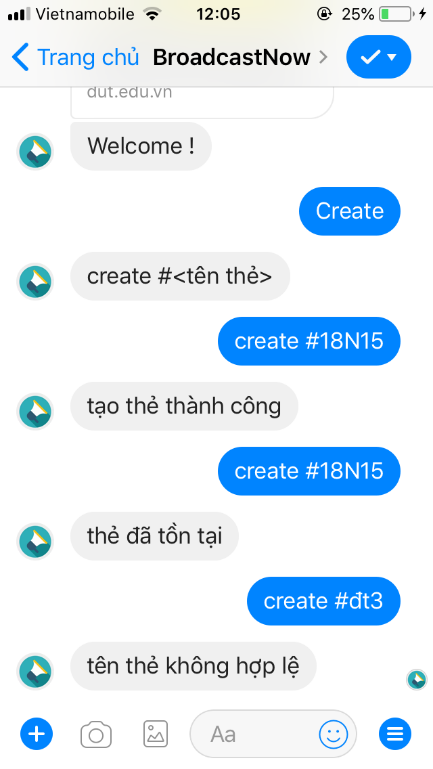 Vietnamobile 12:05 25%
Trang chủ BroadcastNow
dut.edu.vn
Welcome !
Create
create #<tên thẻ>
create #18N15
tạo thẻ thành công
create #18N15
thẻ đã tồn tại
create #đt3
tên thẻ không hợp lệ
Aa